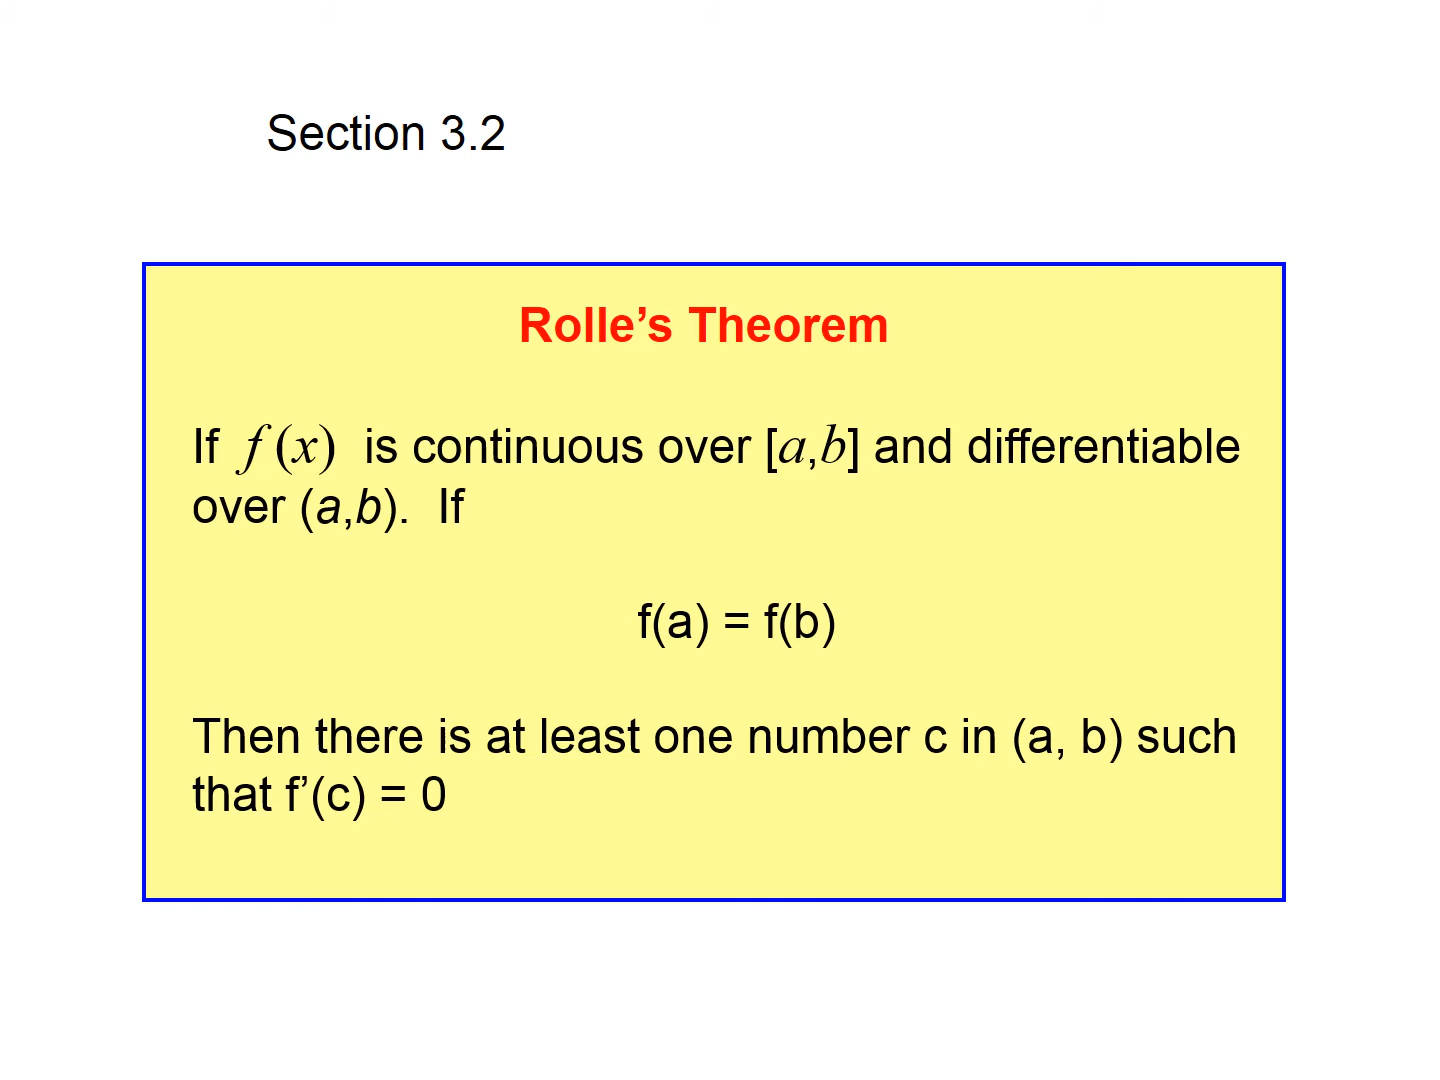 Section 3.2
Rolle’s Theorem
If f (x) is continuous over [a,b] and differentiable
over (a,b). If
f(a) = f(b)
Then there is at least one number c in (a, b) such
that f’(c) = 0